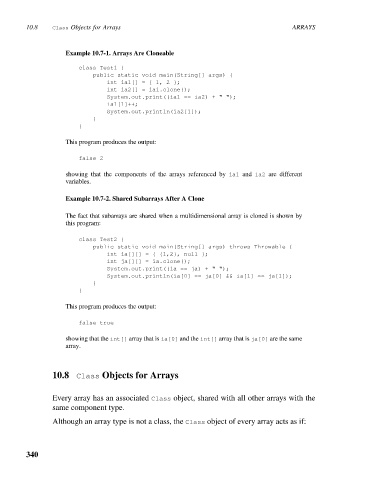 10.8 Class Objects for Arrays ARRAYS
Example 10.7-1. Arrays Are Cloneable
class Test1 {
public static void main(String[] args) {
int ia1[] = { 1, 2 };
int ia2[] = ia1.clone();
System.out.print((ia1 == ia2) + " ");
ia1[1]++;
System.out.println(ia2[1]);
}
}
This program produces the output:
false 2
showing that the components of the arrays referenced by ia1 and ia2 are different
variables.
Example 10.7-2. Shared Subarrays After A Clone
The fact that subarrays are shared when a multidimensional array is cloned is shown by
this program:
class Test2 {
public static void main(String[] args) throws Throwable {
int ia[][] = { {1,2}, null };
int ja[][] = ia.clone();
System.out.print((ia == ja) + " ");
System.out.println(ia[0] == ja[0] && ia[1] == ja[1]);
}
}
This program produces the output:
false true
showing that the int[] array that is ia[0] and the int[] array that is ja[0] are the same
array.
10.8 Class Objects for Arrays
Every array has an associated Class object, shared with all other arrays with the
same component type.
Although an array type is not a class, the Class object of every array acts as if:
340